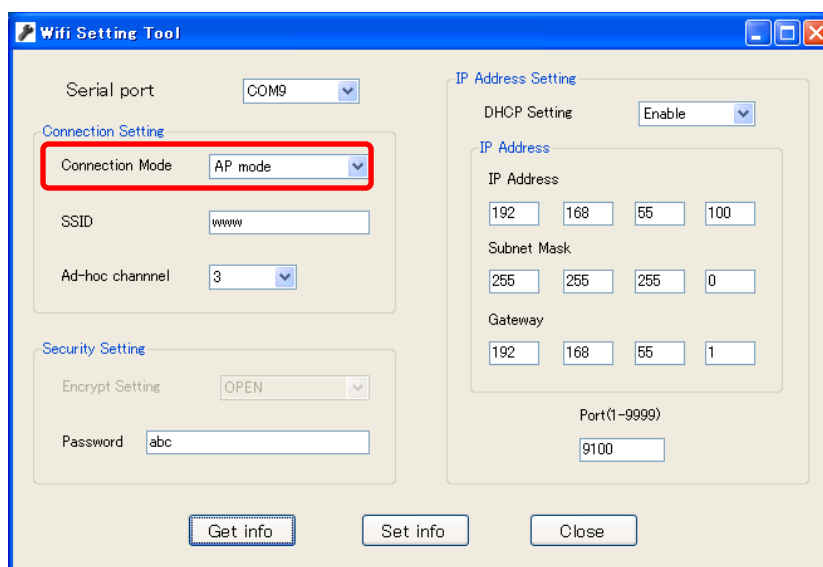 Wifi Setting Tool
Serial port COM9
Connection Setting
Connection Mode AP mode
SSID www
Ad-hoc channnel 3
Security Setting
Encrypt Setting OPEN
Password abc
IP Address Setting
DHCP Setting Enable
IP Address
IP Address
192 168 55 100
Subnet Mask
255 255 255 0
Gateway
192 168 55 1
Port(1-9999)
9100
Get info Set info Close